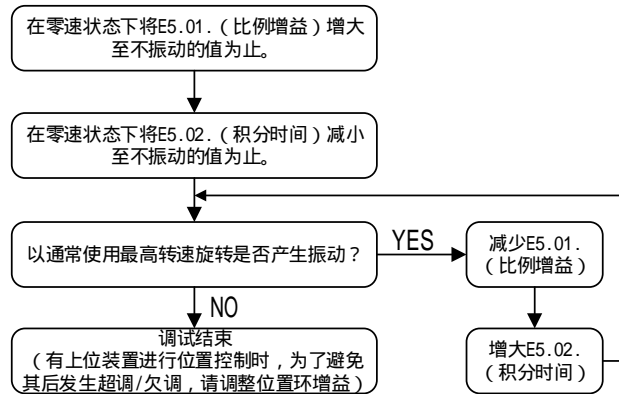 在零速状态下将E5.01.(比例增益)增大
至不振动的值为止。
在零速状态下将E5.02.(积分时间)减小
至不振动的值为止。
以通常使用最高转速旋转是否产生振动?
YES
减少E5.01.
(比例增益)
NO
调试结束
(有上位装置进行位置控制时,为了避免
其后发生超调/欠调,请调整位置环增益)
增大E5.02.
(积分时间)